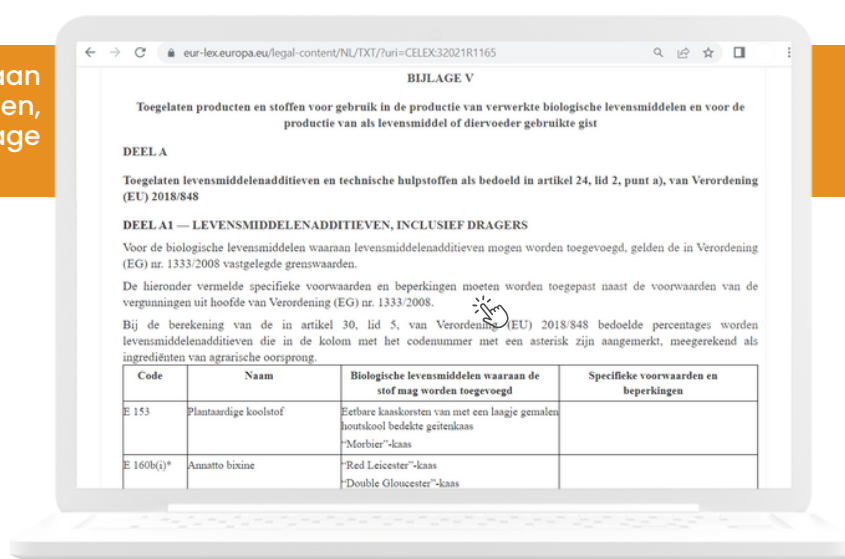 aan
en,
age
eur-lex.europa.eu/legal-content/NL/TXT/?uri=CELEX:32021R1165
BIJLAGE V
Toegelaten producten en stoffen voor gebruik in de productie van verwerkte biologische levensmiddelen en voor de
productie van als levensmiddel of diervoeder gebruikte gist
DEEL A
Toegelaten levensmiddelenadditieven en technische hulpstoffen als bedoeld in artikel 24, lid 2, punt a), van Verordening
(EU) 2018/848
DEEL A1 — LEVENSMIDDELENADDITIEVEN, INCLUSIEF DRAGERS
Voor de biologische levensmiddelen waaraan levensmiddelenadditieven mogen worden toegevoegd, gelden de in Verordening
(EG) nr. 1333/2008 vastgelegde grenswaarden.
De hieronder vermelde specifieke voorwaarden en beperkingen moeten worden toegepast naast de voorwaarden van de
vergunningen uit hoofde van Verordening (EG) nr. 1333/2008.
Bij de berekening van de in artikel 30, lid 5, van Verordening (EU) 2018/848 bedoelde percentages worden
levensmiddelenadditieven die in de kolom met het codenummer met een asterisk zijn aangemerkt, meegerekend als
ingrediënten van agrarische oorsprong.
Code Naam Biologische levensmiddelen waaraan de Specifieke voorwaarden en
stof mag worden toegevoegd beperkingen
E 153 Plantaardige koolstof Eetbare kaaskorsten van met een laagje gemalen
houtskool bedekte geitenkaas
“Morbier”-kaas
E 160b(i)* Annatto bixine “Red Leicester”-kaas
“Double Gloucester”-kaas